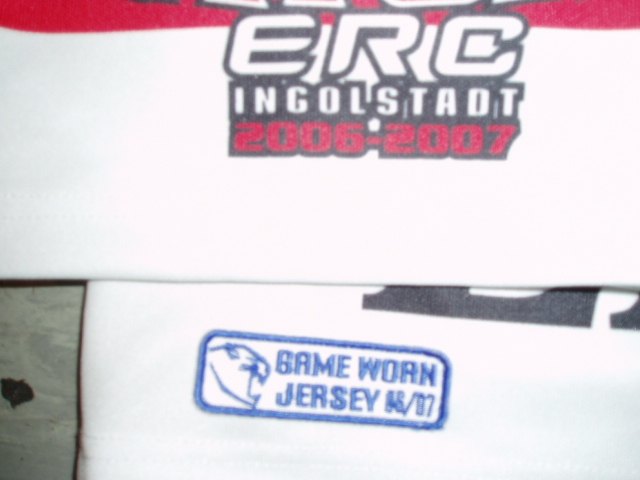 ERC
INGOLSTADT
2006-2007
GAME WORN
JERSEY 06/07